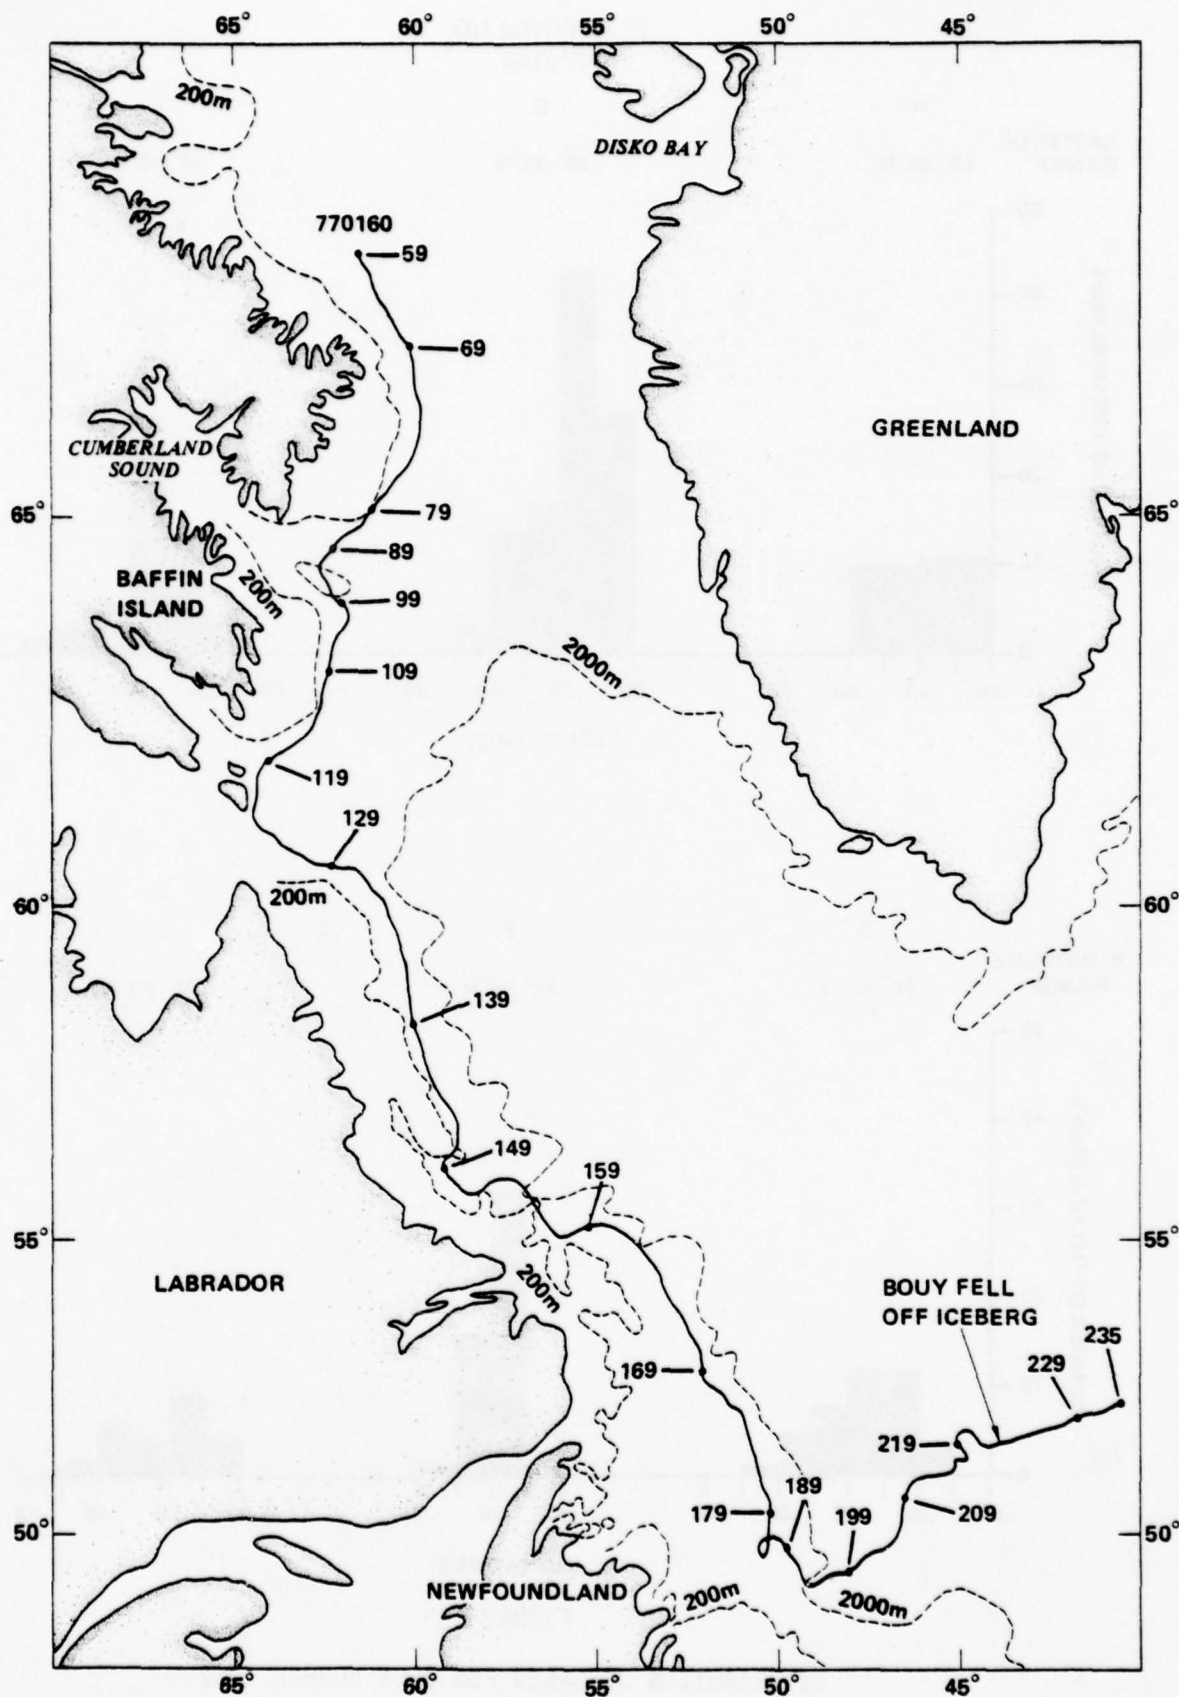 65° 60° 55° 50° 45°
200m
DISKO BAY
770160
59
69
GREENLAND
CUMBERLAND
SOUND
65° 79 65°
89
BAFFIN
ISLAND
200m
99
2000m
109
119
129
200m
60° 60°
139
149
159
55° 55°
LABRADOR
200m
BOUY FELL
OFF ICEBERG
235
229
169
219
189
179
199
209
50° 50°
NEWFOUNDLAND
200m
2000m
65° 60° 55° 50° 45°